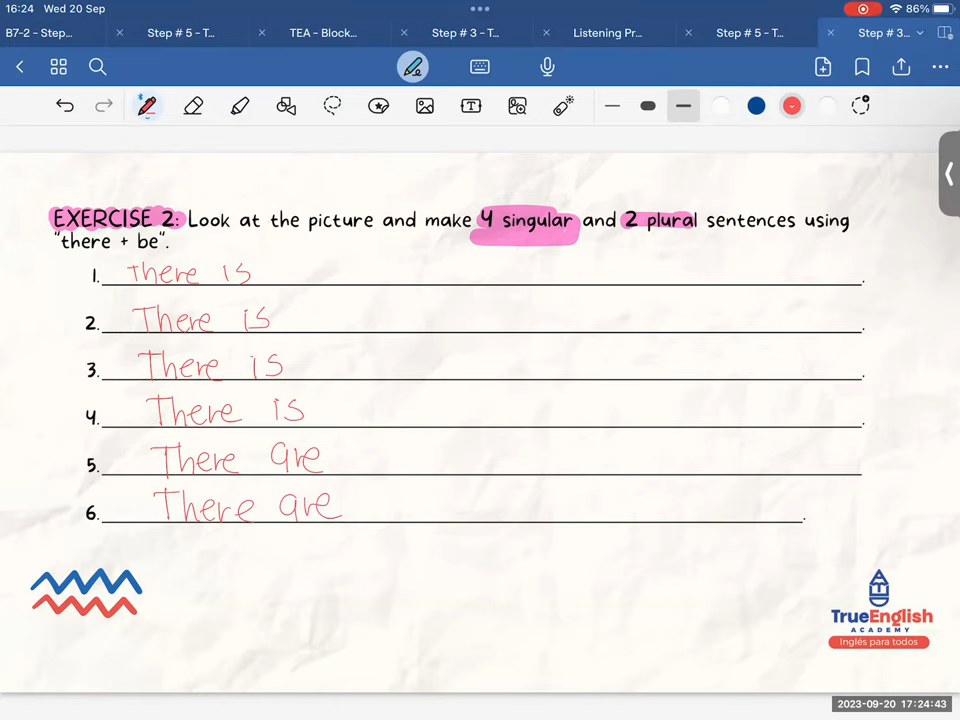 16:24 Wed 20 Sep
86%
B7-2 - Step... Step # 5 - T... TEA - Block... Step # 3 - T... Listening Pr... Step # 5 - T... Step # 3...
EXERCISE 2: Look at the picture and make 4 singular and 2 plural sentences using
"there + be".
1. There is .
2. There is .
3. There is .
4. There is .
5. There are
6. There are .
TrueEnglish
ACADEMY
Inglés para todos
2023-09-20 17:24:43